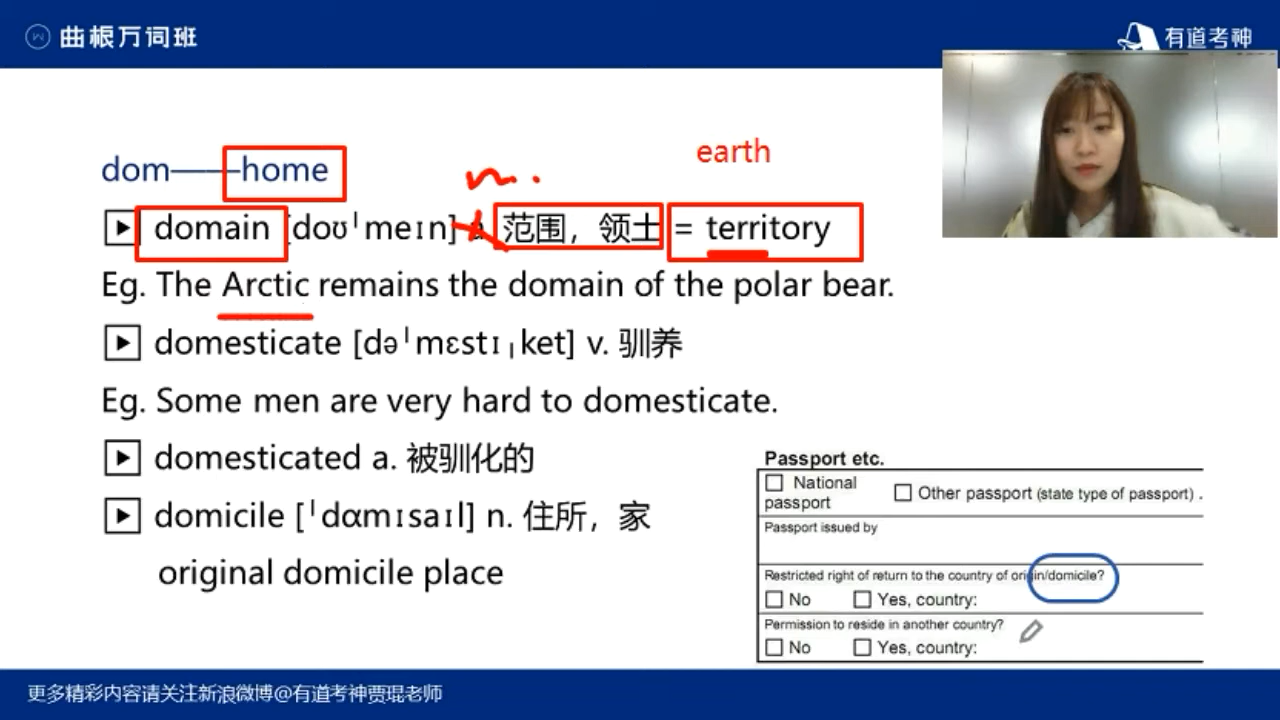 曲根万词班
有道考神
earth
dom——home
n.
domain [doʊˈmeɪn] a. 范围，领土 = territory
Eg. The Arctic remains the domain of the polar bear.
domesticate [dəˈmɛstɪˌket] v. 驯养
Eg. Some men are very hard to domesticate.
domesticated a. 被驯化的
domicile [ˈdɑmɪsaɪl] n. 住所，家
original domicile place
Passport etc.
National passport
Other passport (state type of passport) .
Passport issued by
Restricted right of return to the country of origin/domicile?
No Yes, country:
Permission to reside in another country?
No Yes, country:
更多精彩内容请关注新浪微博@有道考神贾琨老师